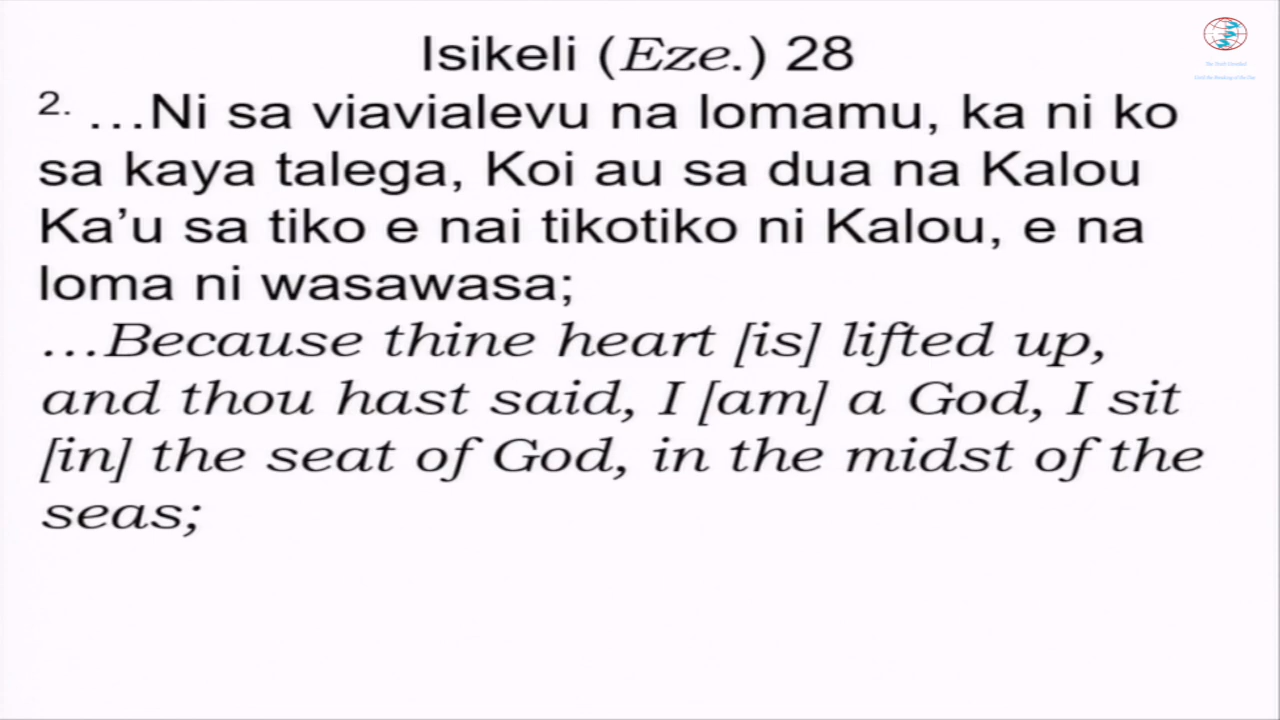 Isikeli (Eze.) 28
2. …Ni sa viavialevu na lomamu, ka ni ko
sa kaya talega, Koi au sa dua na Kalou
Ka’u sa tiko e nai tikotiko ni Kalou, e na
loma ni wasawasa;
…Because thine heart [is] lifted up,
and thou hast said, I [am] a God, I sit
[in] the seat of God, in the midst of the
seas;